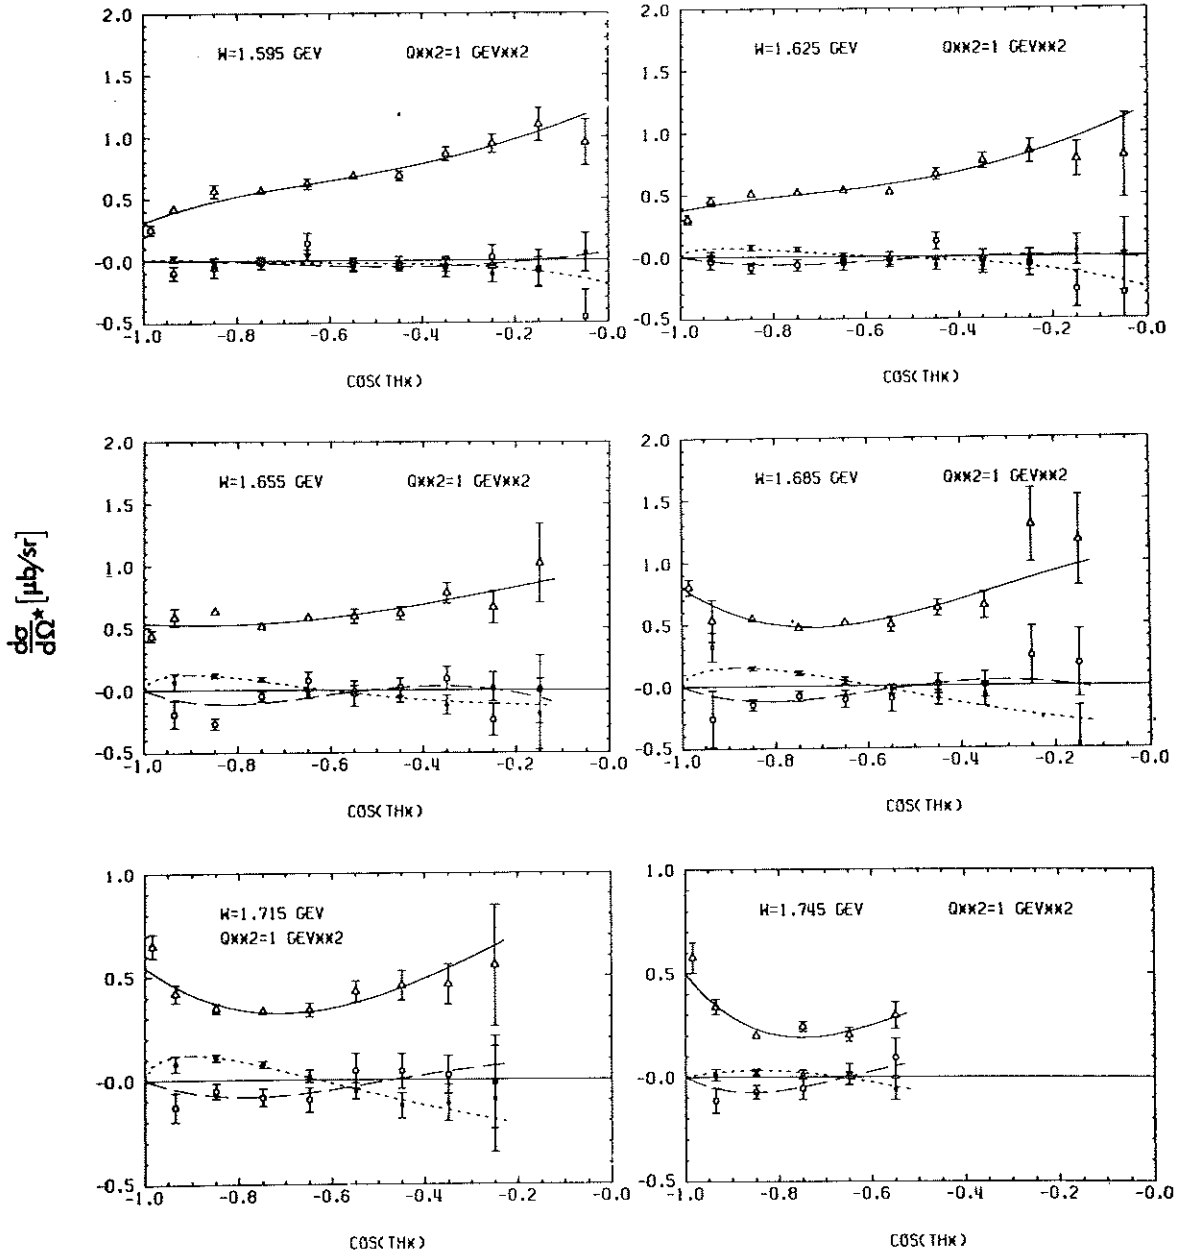 2.0 1.5 1.0 0.5 -0.0 -0.5
W=1.595 GEV Q**2=1 GEV**2
-1.0 -0.8 -0.6 -0.4 -0.2 -0.0
COS(TH*)
2.0 1.5 1.0 0.5 -0.0 -0.5
W=1.625 GEV Q**2=1 GEV**2
-1.0 -0.8 -0.6 -0.4 -0.2 -0.0
COS(TH*)
dσ/dΩ* [μb/sr]
2.0 1.5 1.0 0.5 -0.0 -0.5
W=1.655 GEV Q**2=1 GEV**2
-1.0 -0.8 -0.6 -0.4 -0.2 -0.0
COS(TH*)
2.0 1.5 1.0 0.5 -0.0 -0.5
W=1.685 GEV Q**2=1 GEV**2
-1.0 -0.8 -0.6 -0.4 -0.2 -0.0
COS(TH*)
1.0 0.5 -0.0 -0.5
W=1.715 GEV
Q**2=1 GEV**2
-1.0 -0.8 -0.6 -0.4 -0.2 -0.0
COS(TH*)
1.0 0.5 -0.0 -0.5
W=1.745 GEV Q**2=1 GEV**2
-1.0 -0.8 -0.6 -0.4 -0.2 -0.0
COS(TH*)